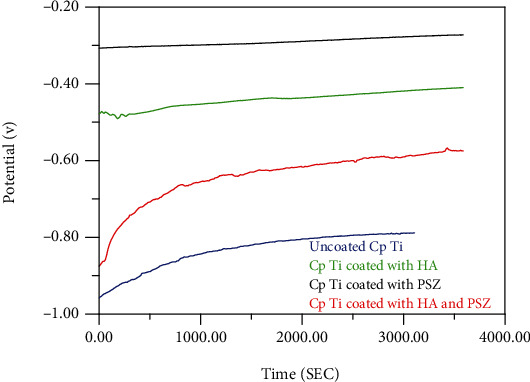 −0.20
−0.40
−0.60
−0.80
−1.00
Potential (v)
Uncoated Cp Ti
Cp Ti coated with HA
Cp Ti coated with PSZ
Cp Ti coated with HA and PSZ
0.00 1000.00 2000.00 3000.00 4000.00
Time (SEC)